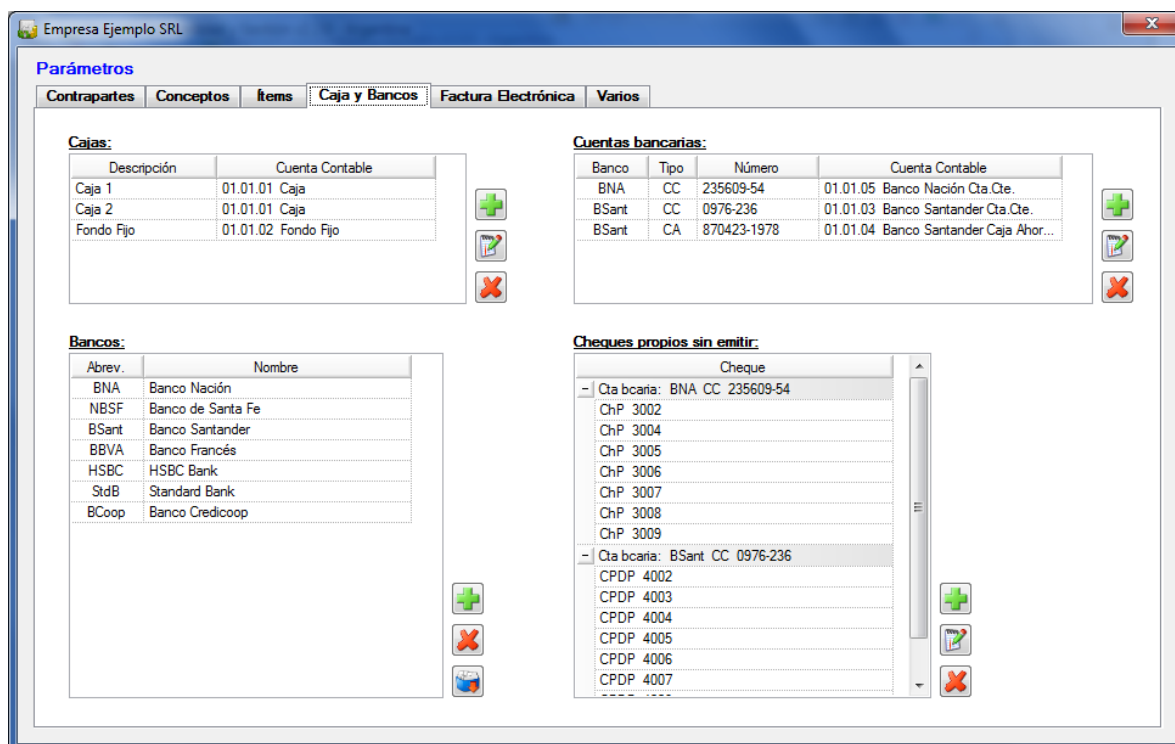 Empresa Ejemplo SRL
Parámetros
Contrapartes Conceptos Ítems Caja y Bancos Factura Electrónica Varios
Cajas:
Descripción Cuenta Contable
Caja 1 01.01.01 Caja
Caja 2 01.01.01 Caja
Fondo Fijo 01.01.02 Fondo Fijo
Cuentas bancarias:
Banco Tipo Número Cuenta Contable
BNA CC 235609-54 01.01.05 Banco Nación Cta.Cte.
BSant CC 0976-236 01.01.03 Banco Santander Cta.Cte.
BSant CA 870423-1978 01.01.04 Banco Santander Caja Ahor...
Bancos:
Abrev. Nombre
BNA Banco Nación
NBSF Banco de Santa Fe
BSant Banco Santander
BBVA Banco Francés
HSBC HSBC Bank
StdB Standard Bank
BCoop Banco Credicoop
Cheques propios sin emitir:
Cheque
Cta bcaria: BNA CC 235609-54
ChP 3002
ChP 3004
ChP 3005
ChP 3006
ChP 3007
ChP 3008
ChP 3009
Cta bcaria: BSant CC 0976-236
CPDP 4002
CPDP 4003
CPDP 4004
CPDP 4005
CPDP 4006
CPDP 4007